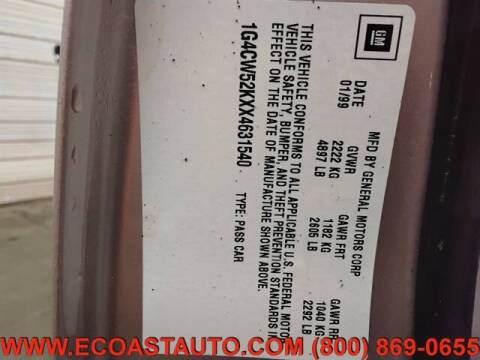 GM
MFD BY GENERAL MOTORS CORP
DATE GVWR GAWR FRT GAWR
01/99 2222 KG 1182 KG 1040 KG
4897 LB 2605 LB 2292 LB
THIS VEHICLE CONFORMS TO ALL APPLICABLE U.S. FEDERAL
VEHICLE SAFETY, BUMPER, AND THEFT PREVENTION STANDARDS
EFFECT ON THE DATE OF MANUFACTURE SHOWN ABOVE.
1G4CW52KXX4631540 TYPE: PASS CAR
WWW.ECOASTAUTO.COM (800) 869-0655